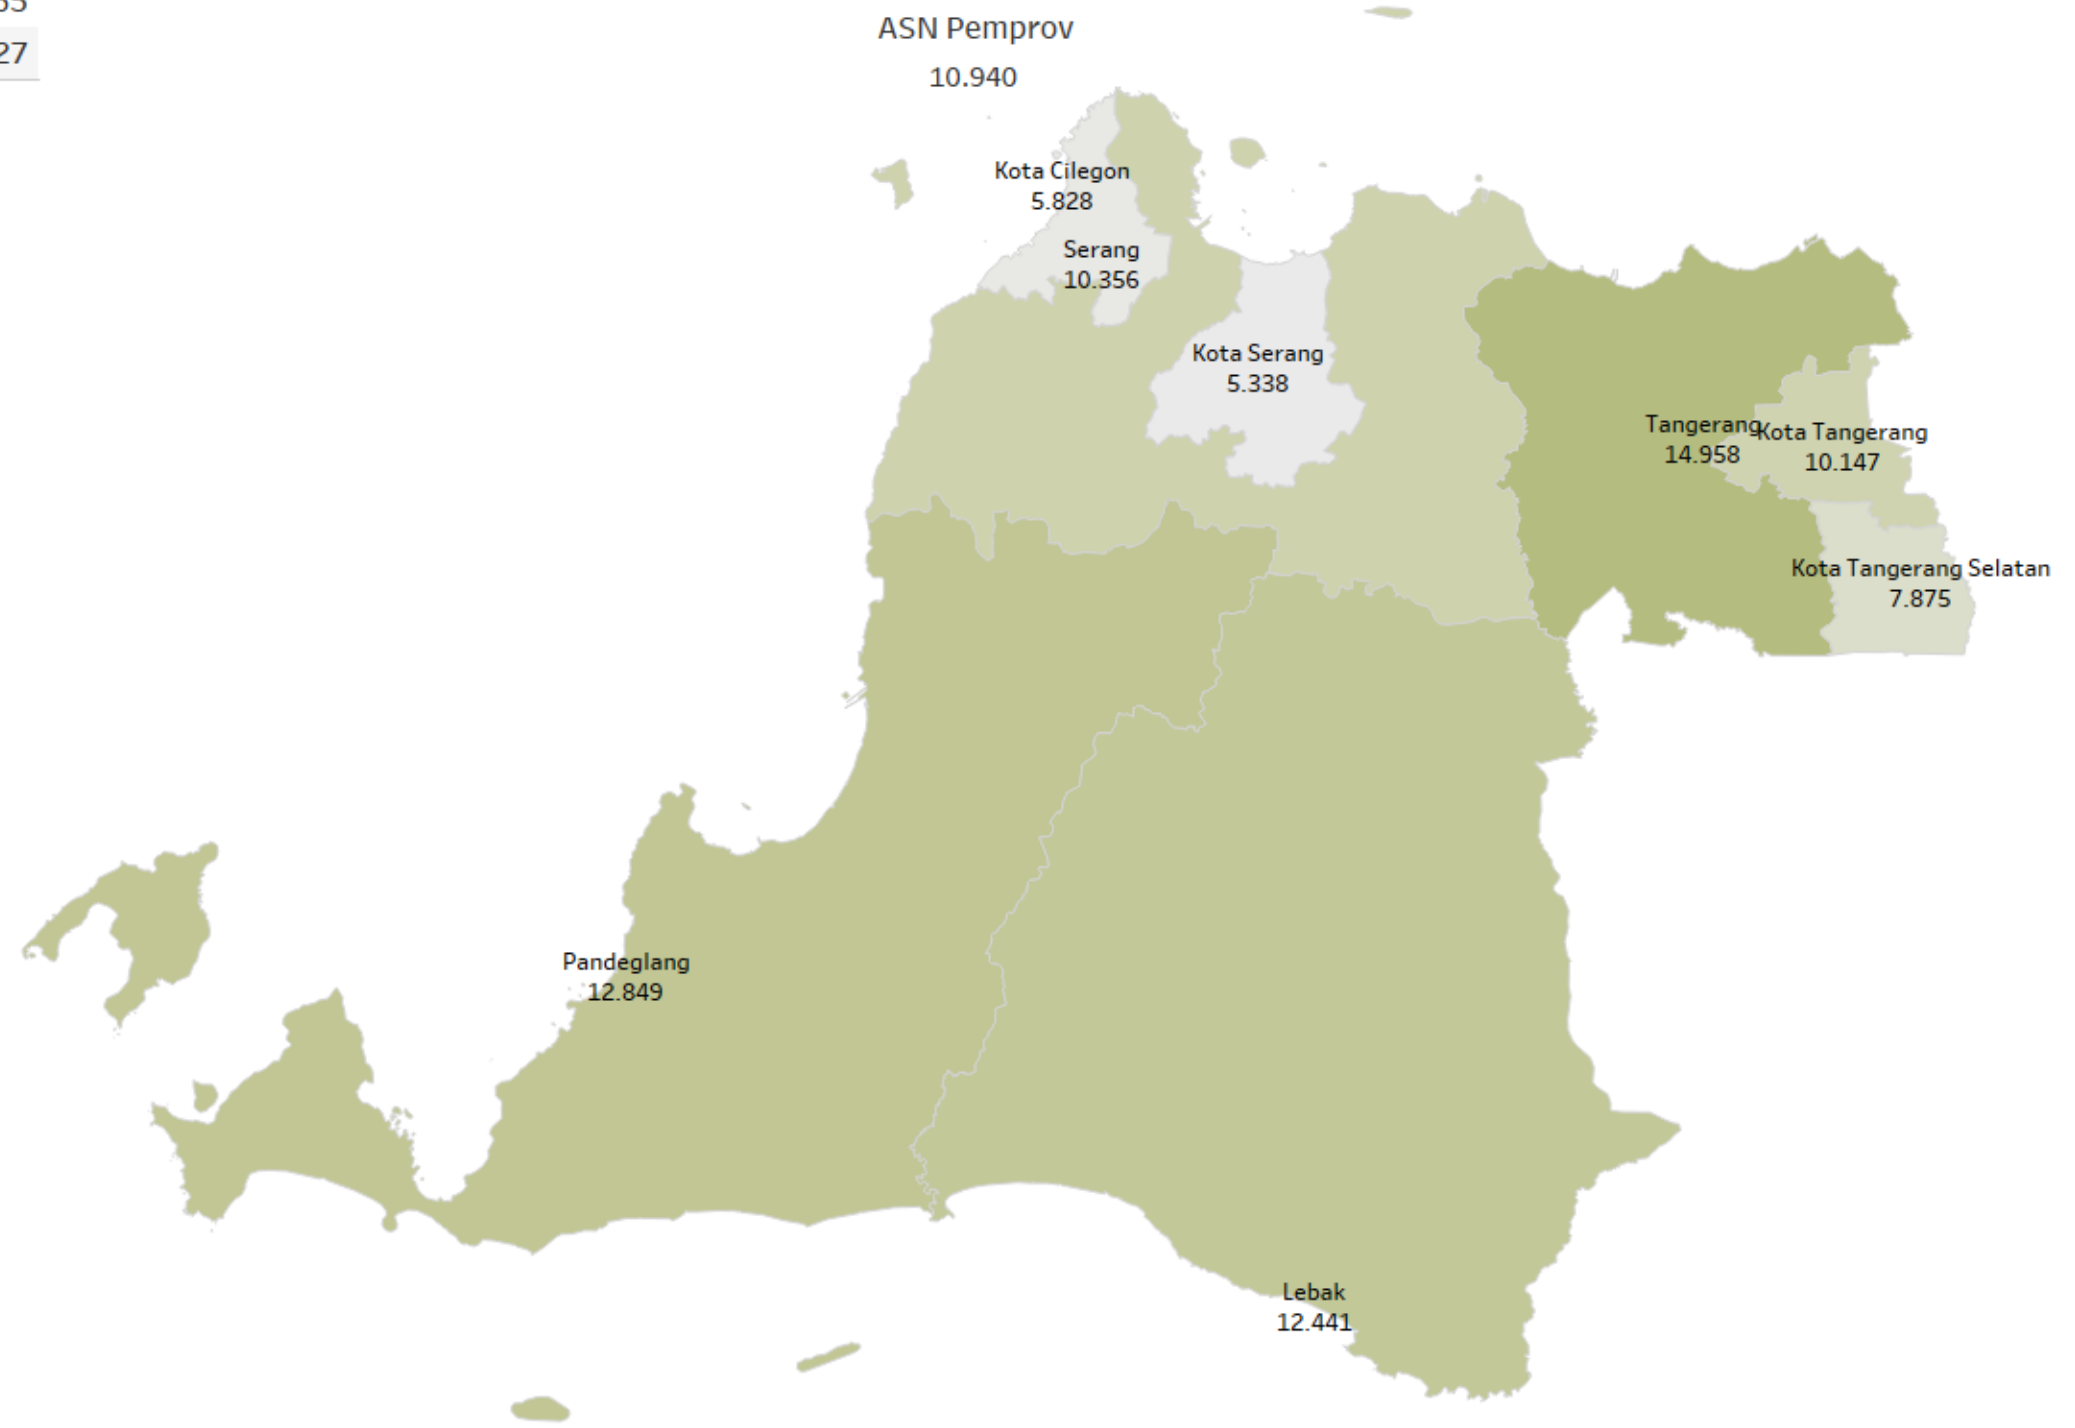 27
ASN Pemprov
10.940
Kota Cilegon
5.828
Serang
10.356
Kota Serang
5.338
Tangerang
14.958
Kota Tangerang
10.147
Kota Tangerang Selatan
7.875
Pandeglang
12.849
Lebak
12.441